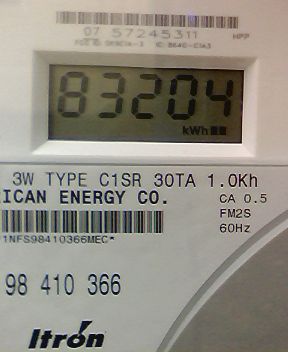 07 57245311 HPP
83204
kWh
3W TYPE C1SR 30TA 1.0Kh
ICAN ENERGY CO. CA 0.5
FM2S
1NFS98410366MEC* 60Hz
98 410 366
Itron